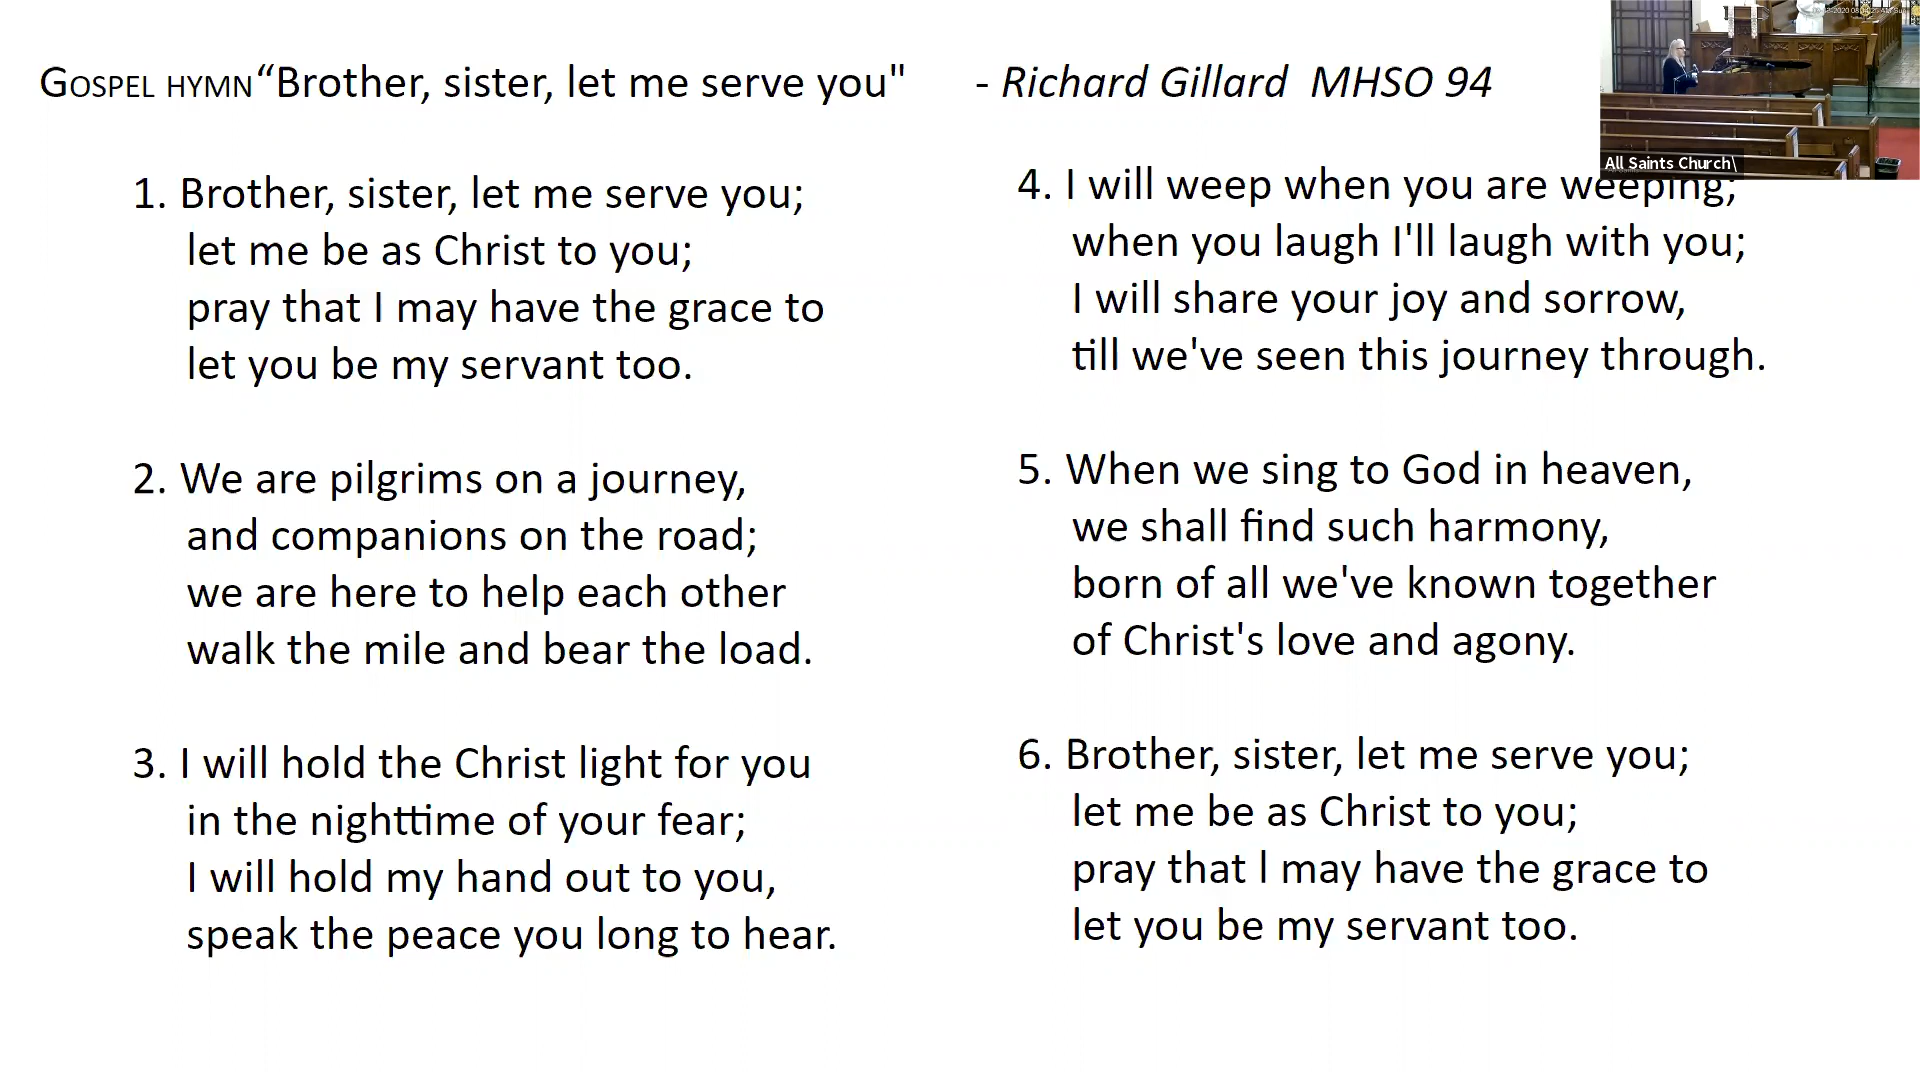 GOSPEL HYMN “Brother, sister, let me serve you" - Richard Gillard MHSO 94
1. Brother, sister, let me serve you;
let me be as Christ to you;
pray that I may have the grace to
let you be my servant too.
2. We are pilgrims on a journey,
and companions on the road;
we are here to help each other
walk the mile and bear the load.
3. I will hold the Christ light for you
in the nighttime of your fear;
I will hold my hand out to you,
speak the peace you long to hear.
4. I will weep when you are weeping;
when you laugh I'll laugh with you;
I will share your joy and sorrow,
till we've seen this journey through.
5. When we sing to God in heaven,
we shall find such harmony,
born of all we've known together
of Christ's love and agony.
6. Brother, sister, let me serve you;
let me be as Christ to you;
pray that I may have the grace to
let you be my servant too.
All Saints Church\